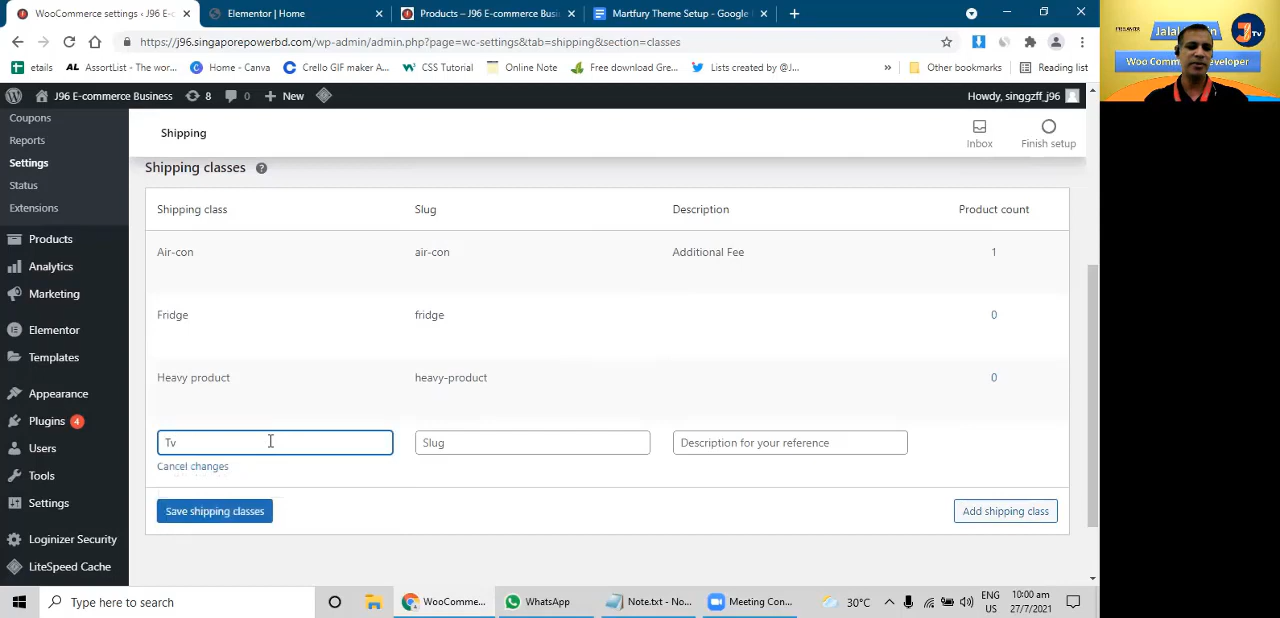 WooCommerce settings ‹ J96 E-c
Elementor | Home
Products – J96 E-commerce Busi
Martfury Theme Setup - Google
https://j96.singaporepowerbd.com/wp-admin/admin.php?page=wc-settings&tab=shipping&section=classes
etails
AssortList - The wor...
Home - Canva
Crello GIF maker A...
CSS Tutorial
Online Note
Free download Gre...
Lists created by @J...
»
Other bookmarks
Reading list
J96 E-commerce Business
8
0
New
Howdy, singgzff_j96
Coupons
Reports
Settings
Status
Extensions
Products
Analytics
Marketing
Elementor
Templates
Appearance
Plugins 4
Users
Tools
Settings
Loginizer Security
LiteSpeed Cache
Shipping
Inbox
Finish setup
Shipping classes
Shipping class
Slug
Description
Product count
Air-con
air-con
Additional Fee
1
Fridge
fridge
0
Heavy product
heavy-product
0
Tv
Slug
Description for your reference
Cancel changes
Save shipping classes
Add shipping class
FREELANCER
Tv
Developer
Type here to search
WooComme...
WhatsApp
Note.txt - No...
Meeting Con...
30°C
ENG
US
10:00 am
27/7/2021